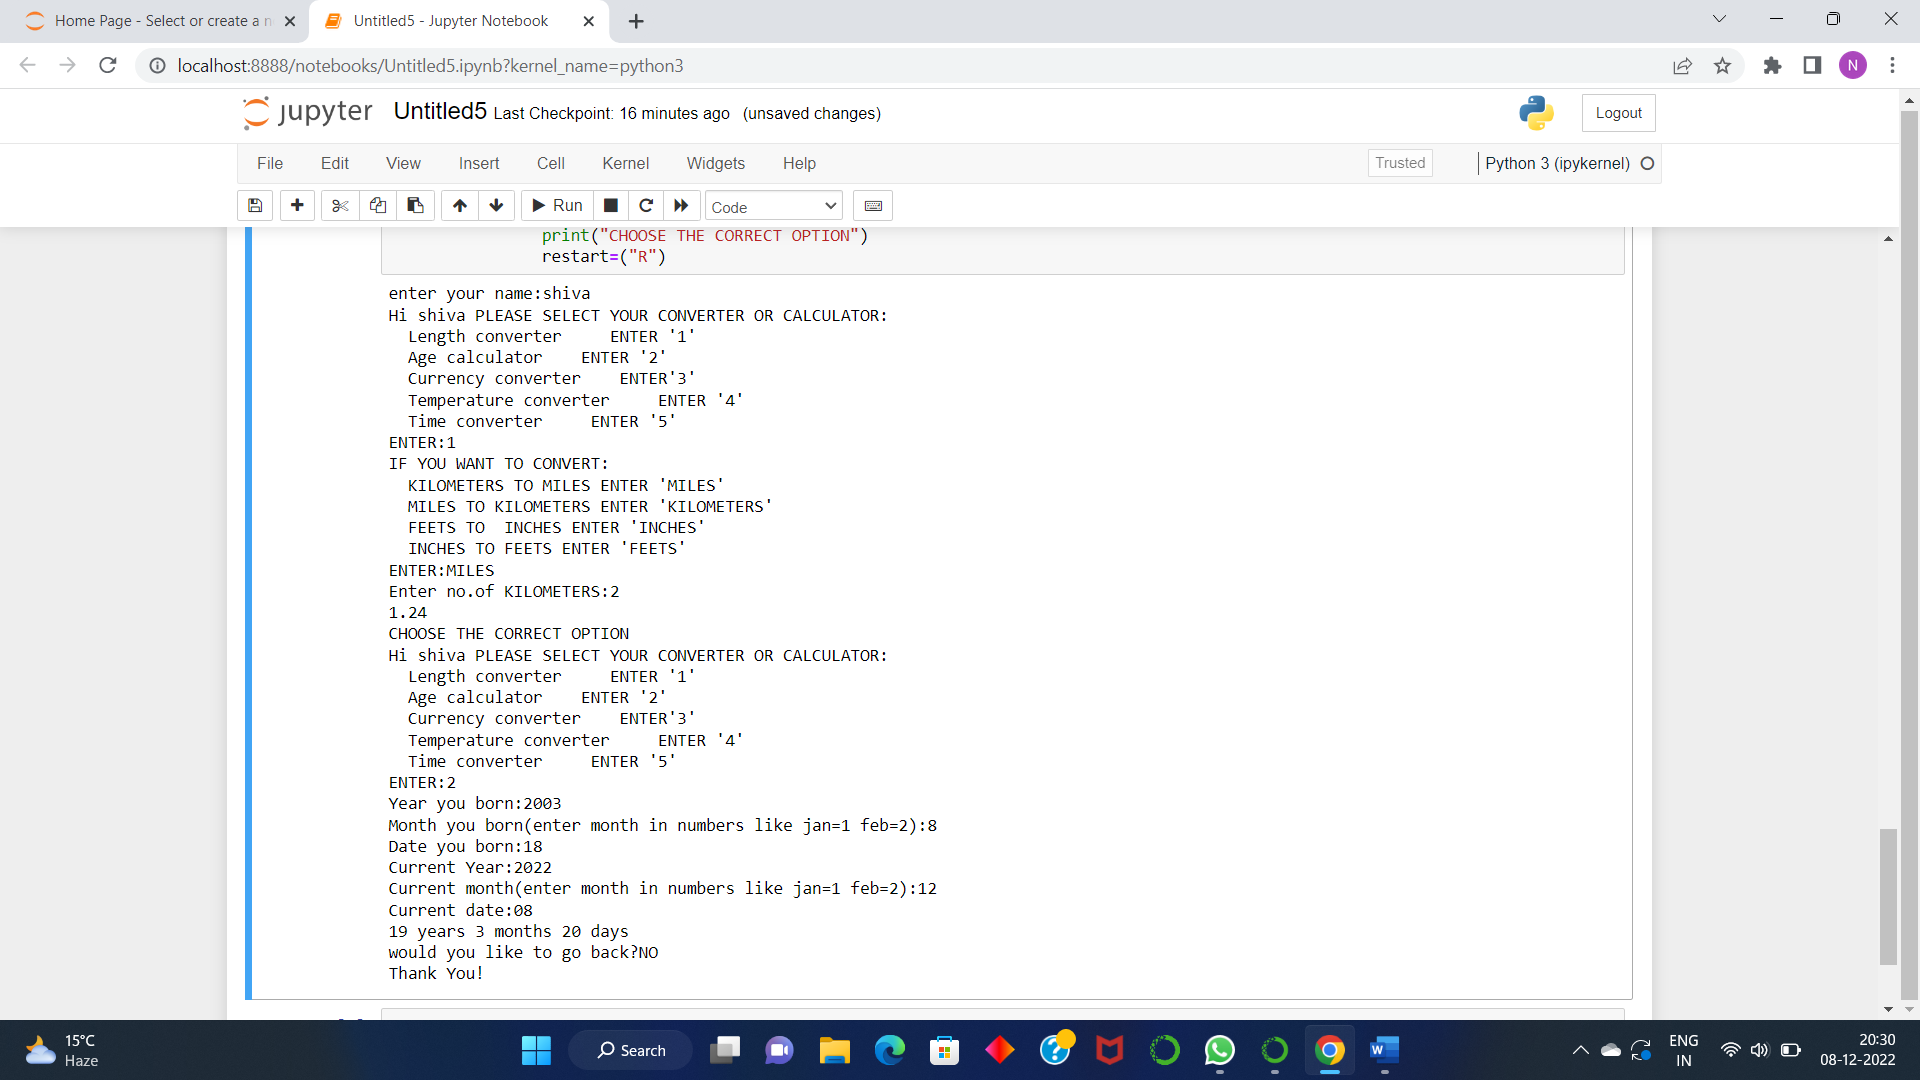 Home Page - Select or create a n
Untitled5 - Jupyter Notebook
localhost:8888/notebooks/Untitled5.ipynb?kernel_name=python3
N
jupyter Untitled5 Last Checkpoint: 16 minutes ago (unsaved changes)
Logout
File Edit View Insert Cell Kernel Widgets Help
Trusted
Python 3 (ipykernel)
Run
Code
print("CHOOSE THE CORRECT OPTION")
restart=("R")
enter your name:shiva
Hi shiva PLEASE SELECT YOUR CONVERTER OR CALCULATOR:
Length converter ENTER '1'
Age calculator ENTER '2'
Currency converter ENTER'3'
Temperature converter ENTER '4'
Time converter ENTER '5'
ENTER:1
IF YOU WANT TO CONVERT:
KILOMETERS TO MILES ENTER 'MILES'
MILES TO KILOMETERS ENTER 'KILOMETERS'
FEETS TO  INCHES ENTER 'INCHES'
INCHES TO FEETS ENTER 'FEETS'
ENTER:MILES
Enter no.of KILOMETERS:2
1.24
CHOOSE THE CORRECT OPTION
Hi shiva PLEASE SELECT YOUR CONVERTER OR CALCULATOR:
Length converter ENTER '1'
Age calculator ENTER '2'
Currency converter ENTER'3'
Temperature converter ENTER '4'
Time converter ENTER '5'
ENTER:2
Year you born:2003
Month you born(enter month in numbers like jan=1 feb=2):8
Date you born:18
Current Year:2022
Current month(enter month in numbers like jan=1 feb=2):12
Current date:08
19 years 3 months 20 days
would you like to go back?NO
Thank You!
15°C
Haze
Search
W
ENG
IN
20:30
08-12-2022